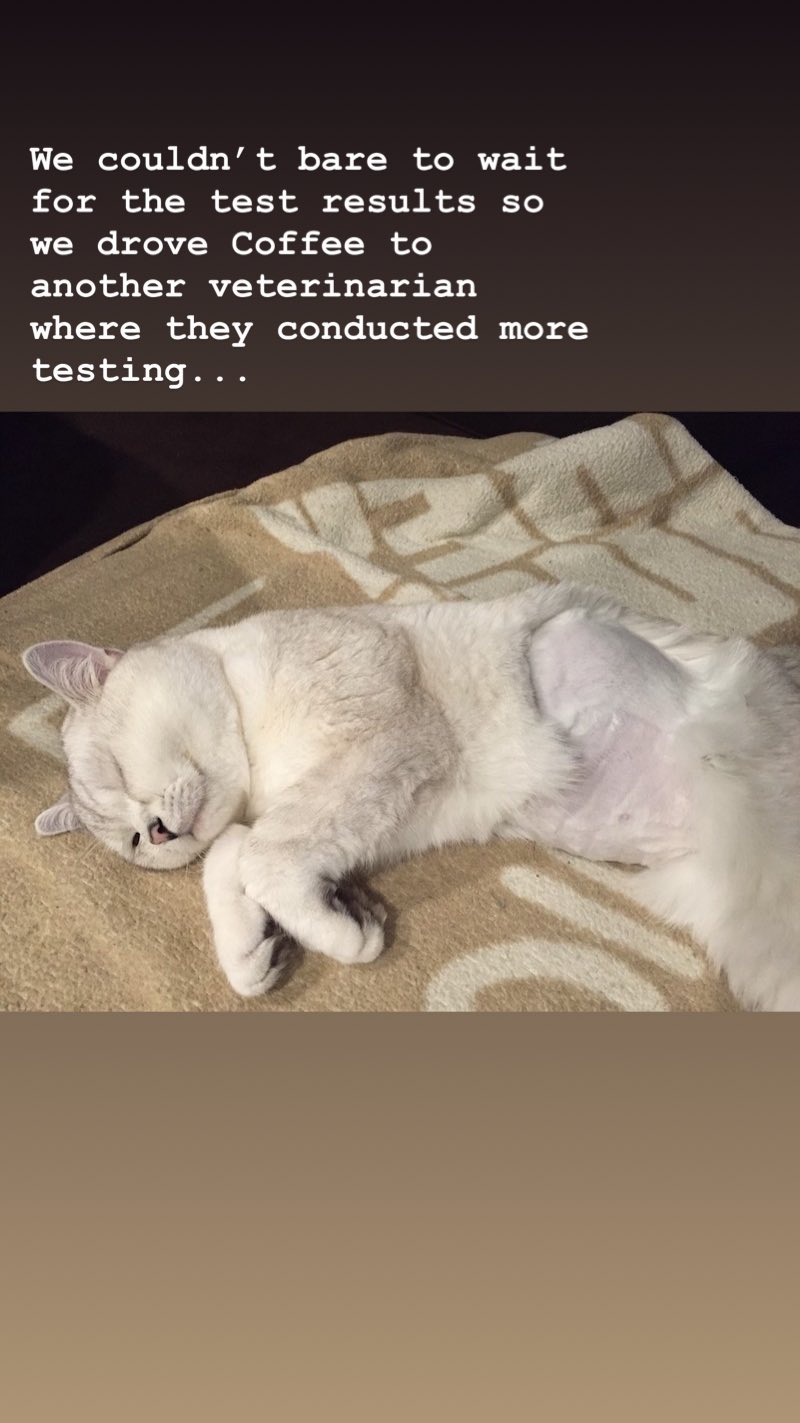 We couldn’t bare to wait
for the test results so
we drove Coffee to
another veterinarian
where they conducted more
testing...